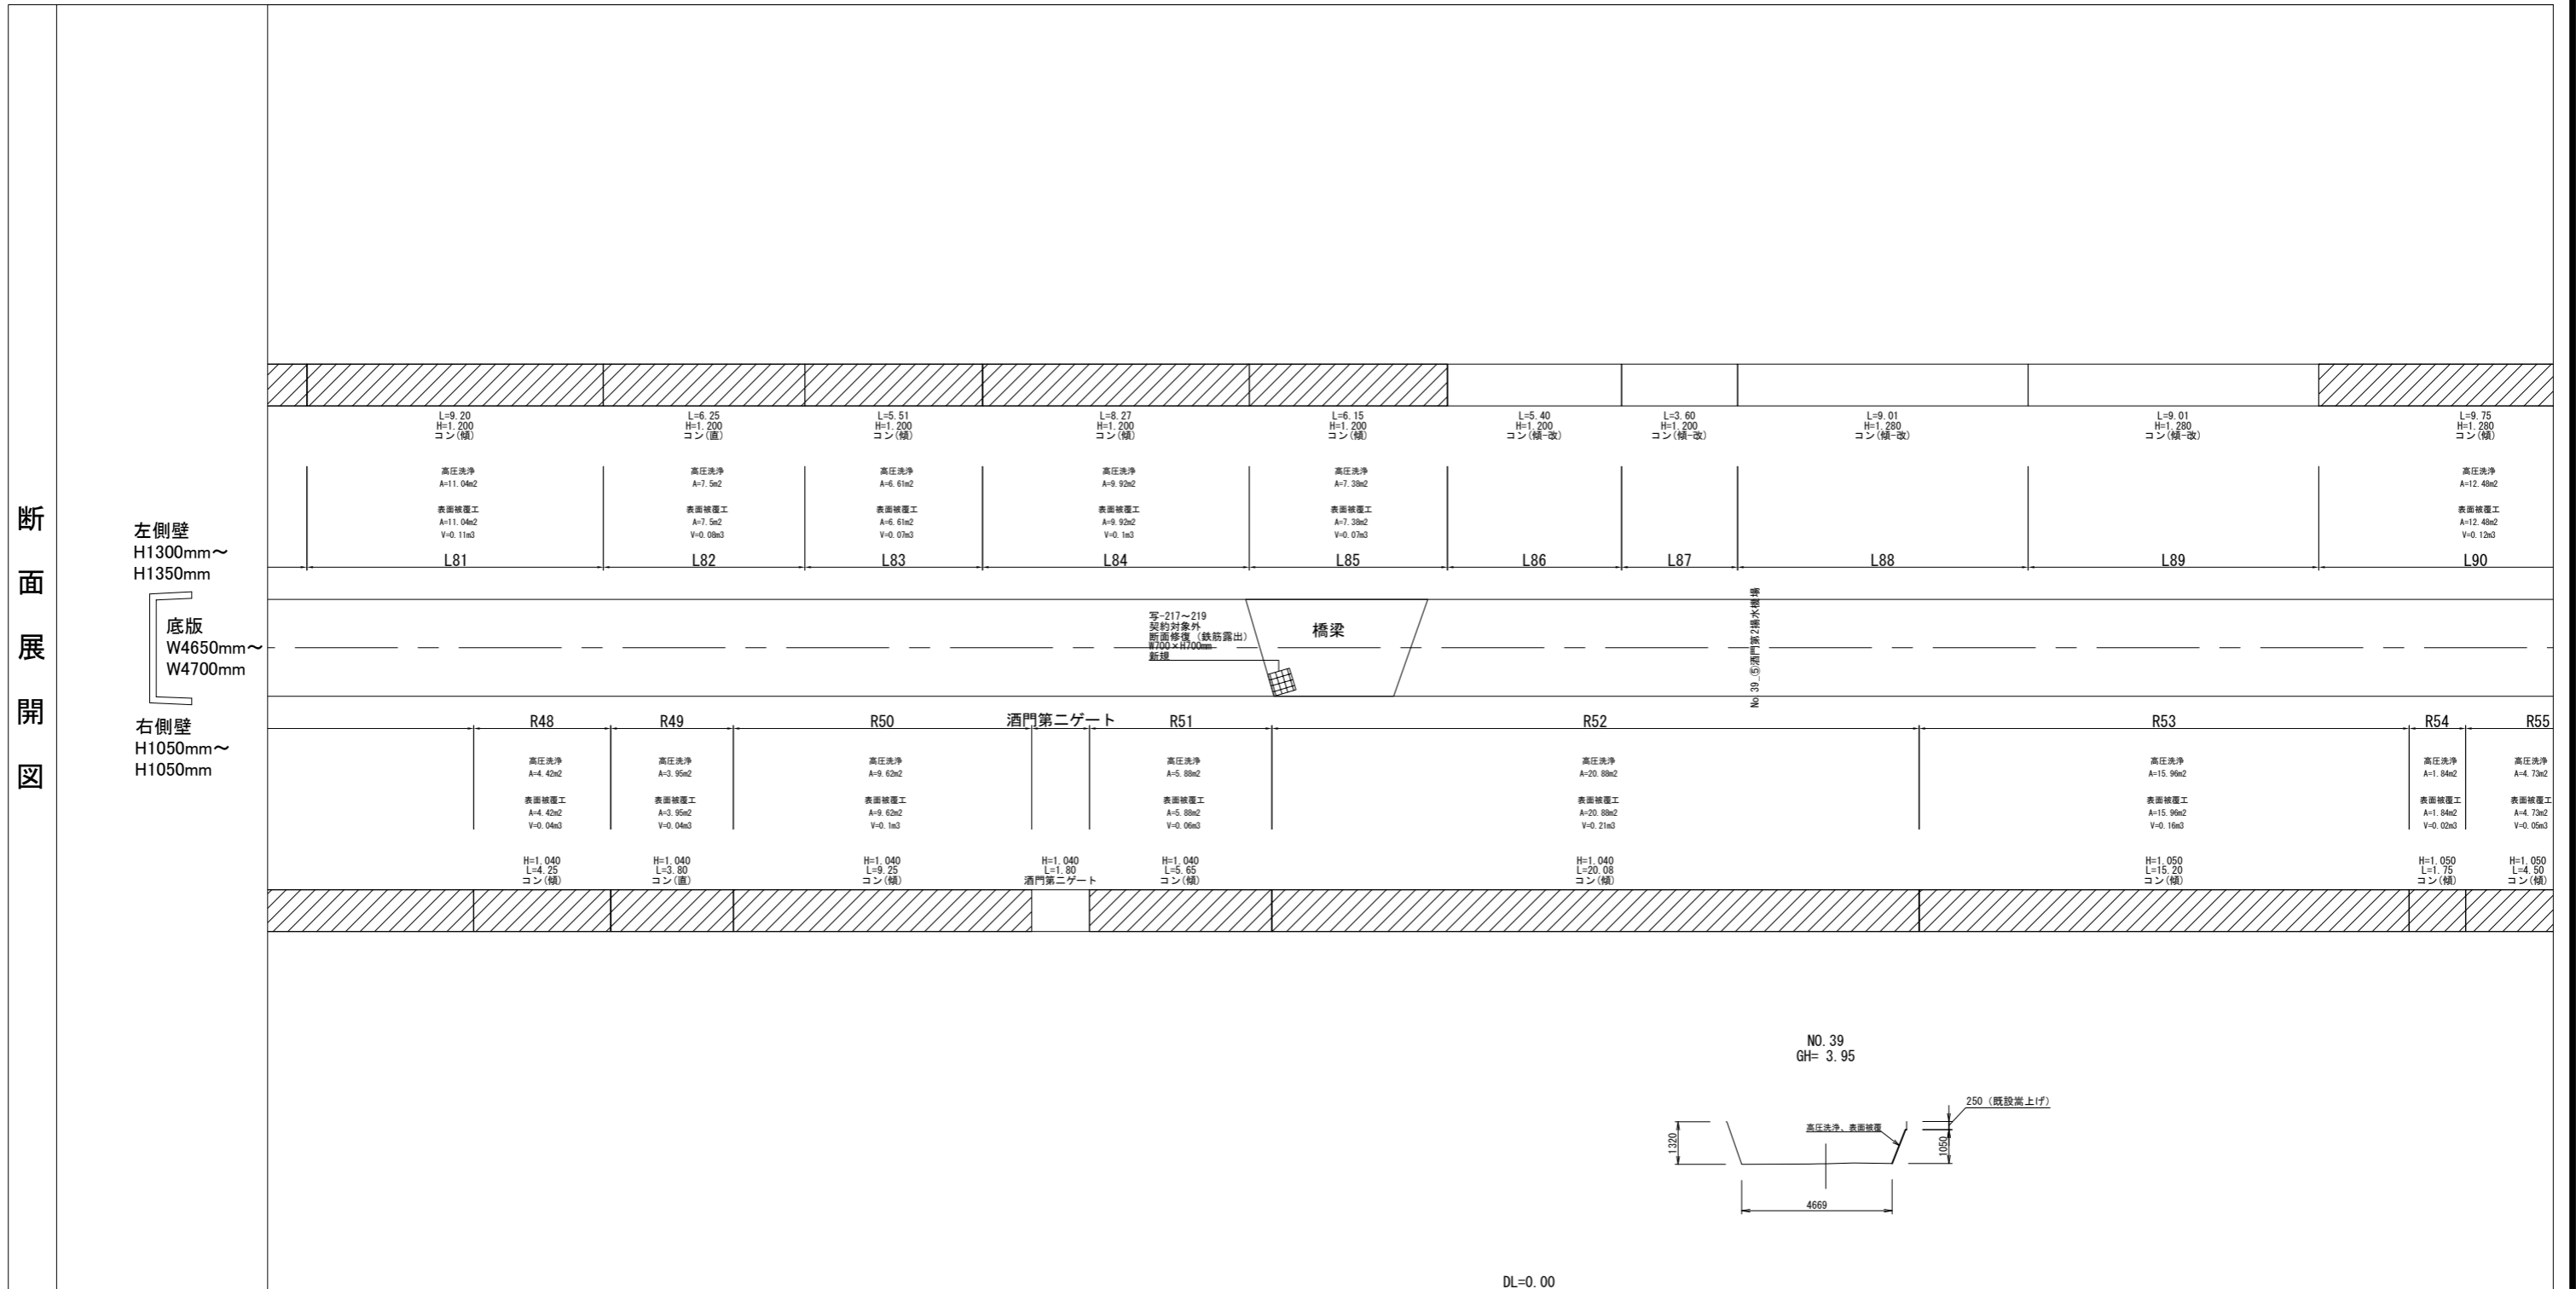 断面展開図
左側壁
H1300mm～
H1350mm
底版
W4650mm～
W4700mm
右側壁
H1050mm～
H1050mm
L=9.20
H=1.200
コン(傾)
高圧洗浄
A=11.04m2
表面被覆工
A=11.04m2
V=0.11m3
L81
L=6.25
H=1.200
コン(直)
高圧洗浄
A=7.5m2
表面被覆工
A=7.5m2
V=0.08m3
L82
L=5.51
H=1.200
コン(傾)
高圧洗浄
A=6.61m2
表面被覆工
A=6.61m2
V=0.07m3
L83
L=8.27
H=1.200
コン(傾)
高圧洗浄
A=9.92m2
表面被覆工
A=9.92m2
V=0.1m3
L84
L=6.15
H=1.200
コン(傾)
高圧洗浄
A=7.38m2
表面被覆工
A=7.38m2
V=0.07m3
L85
L=5.40
H=1.200
コン(傾-改)
L86
L=3.60
H=1.200
コン(傾-改)
L87
L=9.01
H=1.280
コン(傾-改)
L88
L=9.01
H=1.280
コン(傾-改)
L89
L=9.75
H=1.280
コン(傾)
高圧洗浄
A=12.48m2
表面被覆工
A=12.48m2
V=0.12m3
L90
写-217～219
契約対象外
断面修復（鉄筋露出）
W700×H700mm
新規
橋梁
No.39_⑤酒門第2揚水機場
R48
高圧洗浄
A=4.42m2
表面被覆工
A=4.42m2
V=0.04m3
H=1.040
L=4.25
コン(傾)
R49
高圧洗浄
A=3.95m2
表面被覆工
A=3.95m2
V=0.04m3
H=1.040
L=3.80
コン(直)
R50
高圧洗浄
A=9.62m2
表面被覆工
A=9.62m2
V=0.1m3
H=1.040
L=9.25
コン(傾)
酒門第二ゲート
H=1.040
L=1.80
酒門第二ゲート
R51
高圧洗浄
A=5.88m2
表面被覆工
A=5.88m2
V=0.06m3
H=1.040
L=5.65
コン(傾)
R52
高圧洗浄
A=20.88m2
表面被覆工
A=20.88m2
V=0.21m3
H=1.040
L=20.08
コン(傾)
R53
高圧洗浄
A=15.96m2
表面被覆工
A=15.96m2
V=0.16m3
H=1.050
L=15.20
コン(傾)
R54
高圧洗浄
A=1.84m2
表面被覆工
A=1.84m2
V=0.02m3
H=1.050
L=1.75
コン(傾)
R55
高圧洗浄
A=4.73m2
表面被覆工
A=4.73m2
V=0.05m3
H=1.050
L=4.50
コン(傾)
NO.39
GH= 3.95
250（既設嵩上げ）
高圧洗浄、表面被覆
1320
1050
4669
DL=0.00